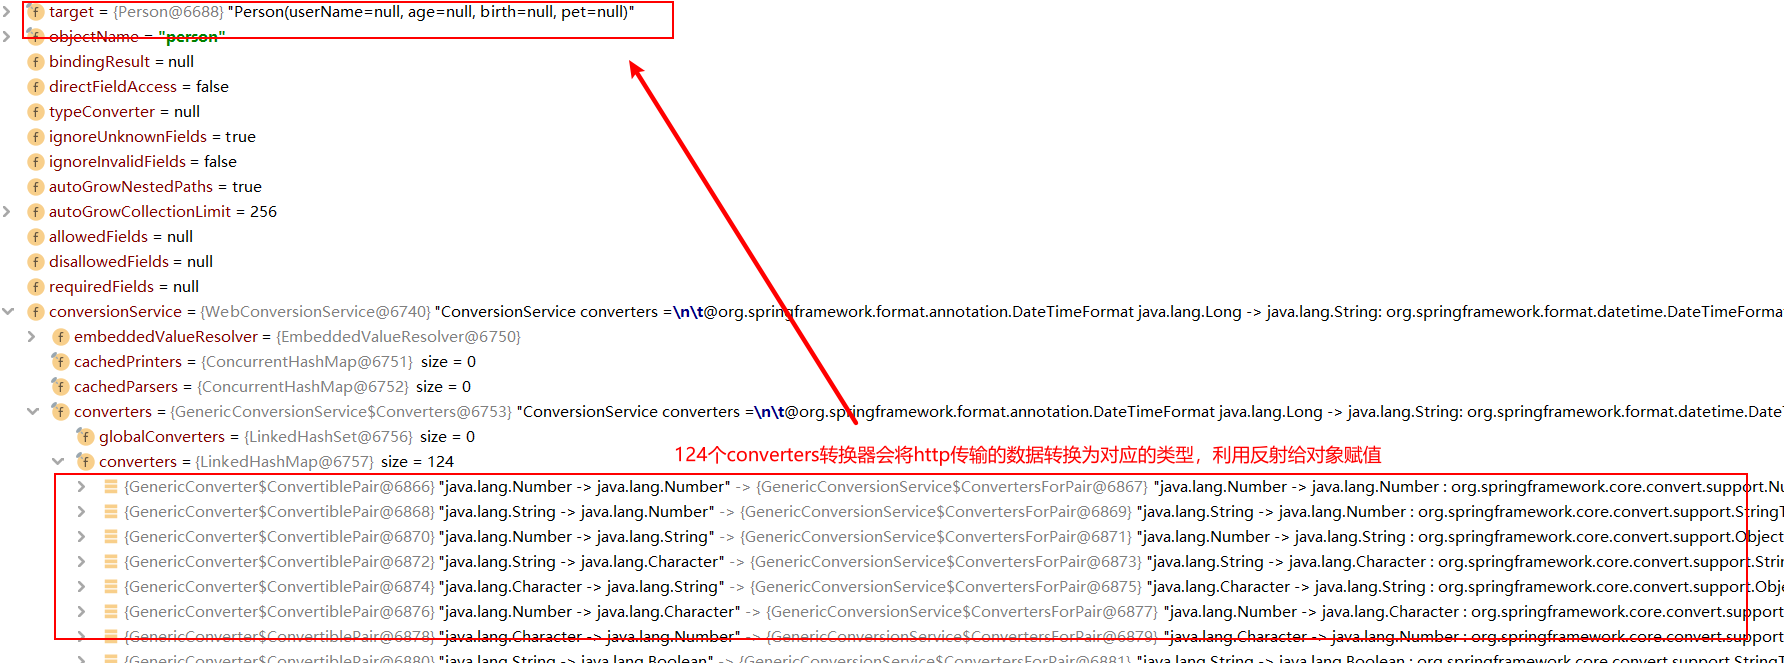 target = {Person@6688} "Person(userName=null, age=null, birth=null, pet=null)"
objectName = "person"
bindingResult = null
directFieldAccess = false
typeConverter = null
ignoreUnknownFields = true
ignoreInvalidFields = false
autoGrowNestedPaths = true
autoGrowCollectionLimit = 256
allowedFields = null
disallowedFields = null
requiredFields = null
conversionService = {WebConversionService@6740} "ConversionService converters =\n\t@org.springframework.format.annotation.DateTimeFormat java.lang.Long -> java.lang.String: org.springframework.format.datetime.DateTimeFormat
embeddedValueResolver = {EmbeddedValueResolver@6750}
cachedPrinters = {ConcurrentHashMap@6751} size = 0
cachedParsers = {ConcurrentHashMap@6752} size = 0
converters = {GenericConversionService$Converters@6753} "ConversionService converters =\n\t@org.springframework.format.annotation.DateTimeFormat java.lang.Long -> java.lang.String: org.springframework.format.datetime.DateT
globalConverters = {LinkedHashSet@6756} size = 0
converters = {LinkedHashMap@6757} size = 124
124个converters转换器会将http传输的数据转换为对应的类型，利用反射给对象赋值
{GenericConverter$ConvertiblePair@6866} "java.lang.Number -> java.lang.Number" -> {GenericConversionService$ConvertersForPair@6867} "java.lang.Number -> java.lang.Number : org.springframework.core.convert.support.Nu
{GenericConverter$ConvertiblePair@6868} "java.lang.String -> java.lang.Number" -> {GenericConversionService$ConvertersForPair@6869} "java.lang.String -> java.lang.Number : org.springframework.core.convert.support.StringT
{GenericConverter$ConvertiblePair@6870} "java.lang.Number -> java.lang.String" -> {GenericConversionService$ConvertersForPair@6871} "java.lang.Number -> java.lang.String : org.springframework.core.convert.support.Object
{GenericConverter$ConvertiblePair@6872} "java.lang.String -> java.lang.Character" -> {GenericConversionService$ConvertersForPair@6873} "java.lang.String -> java.lang.Character : org.springframework.core.convert.support.Strin
{GenericConverter$ConvertiblePair@6874} "java.lang.Character -> java.lang.String" -> {GenericConversionService$ConvertersForPair@6875} "java.lang.Character -> java.lang.String : org.springframework.core.convert.support.Obje
{GenericConverter$ConvertiblePair@6876} "java.lang.Number -> java.lang.Character" -> {GenericConversionService$ConvertersForPair@6877} "java.lang.Number -> java.lang.Character : org.springframework.core.convert.support
{GenericConverter$ConvertiblePair@6878} "java.lang.Character -> java.lang.Number" -> {GenericConversionService$ConvertersForPair@6879} "java.lang.Character -> java.lang.Number : org.springframework.core.convert.support
{GenericConverter$ConvertiblePair@6880} "java.lang.String -> java.lang.Boolean" -> {GenericConversionService$ConvertersForPair@6881} "java.lang.String -> java.lang.Boolean : org.springframework.core.convert.support.StringT